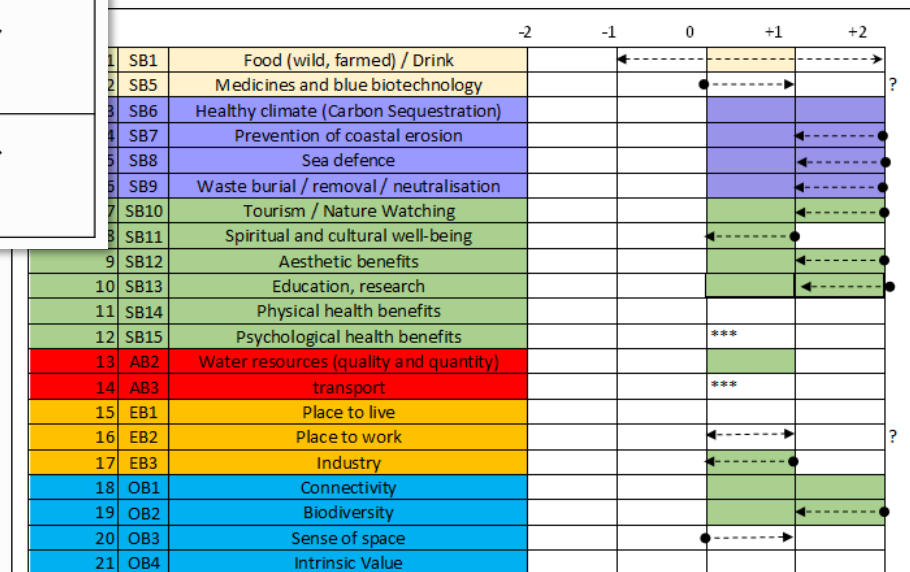 -2 -1 0 +1 +2
1 SB1 Food (wild, farmed) / Drink
2 SB5 Medicines and blue biotechnology ?
3 SB6 Healthy climate (Carbon Sequestration)
4 SB7 Prevention of coastal erosion
5 SB8 Sea defence
6 SB9 Waste burial / removal / neutralisation
7 SB10 Tourism / Nature Watching
8 SB11 Spiritual and cultural well-being
9 SB12 Aesthetic benefits
10 SB13 Education, research
11 SB14 Physical health benefits
12 SB15 Psychological health benefits ***
13 AB2 Water resources (quality and quantity)
14 AB3 transport ***
15 EB1 Place to live
16 EB2 Place to work ?
17 EB3 Industry
18 OB1 Connectivity
19 OB2 Biodiversity
20 OB3 Sense of space
21 OB4 Intrinsic Value